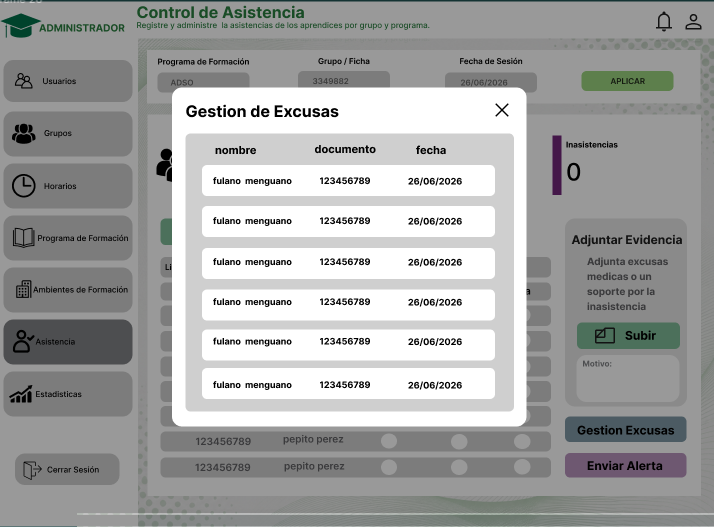 Control de Asistencia
Registre y administre la asistencias de los aprendices por grupo y programa.
ADMINISTRADOR
Usuarios
Grupos
Horarios
Programa de Formación
Ambientes de Formación
Asistencia
Estadisticas
Cerrar Sesión
Programa de Formación
Grupo / Ficha
Fecha de Sesión
ADSO
3349882
26/06/2026
APLICAR
Gestion de Excusas
nombre documento fecha
fulano menguano 123456789 26/06/2026
fulano menguano 123456789 26/06/2026
fulano menguano 123456789 26/06/2026
fulano menguano 123456789 26/06/2026
fulano menguano 123456789 26/06/2026
fulano menguano 123456789 26/06/2026
123456789 pepito perez
123456789 pepito perez
Inasistencias
0
Adjuntar Evidencia
Adjunta excusas
medicas o un
soporte por la
inasistencia
Subir
Motivo:
Gestion Excusas
Enviar Alerta